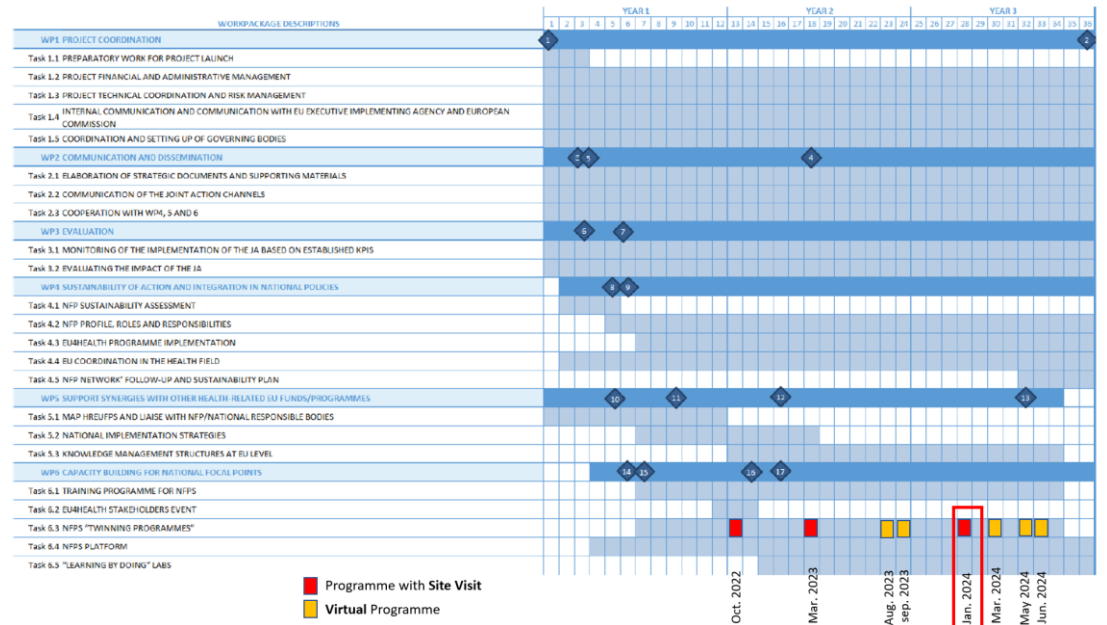 YEAR 1 YEAR 2 YEAR 3
WORKPACKAGE DESCRIPTIONS 1 2 3 4 5 6 7 8 9 10 11 12 13 14 15 16 17 18 19 20 21 22 23 24 25 26 27 28 29 30 31 32 33 34 35 36
WP1 PROJECT COORDINATION 1 2
Task 1.1 PREPARATORY WORK FOR PROJECT LAUNCH
Task 1.2 PROJECT FINANCIAL AND ADMINISTRATIVE MANAGEMENT
Task 1.3 PROJECT TECHNICAL COORDINATION AND RISK MANAGEMENT
Task 1.4 INTERNAL COMMUNICATION AND COMMUNICATION WITH EU EXECUTIVE IMPLEMENTING AGENCY AND EUROPEAN
COMMISSION
Task 1.5 COORDINATION AND SETTING UP OF GOVERNING BODIES
WP2 COMMUNICATION AND DISSEMINATION 4
Task 2.1 ELABORATION OF STRATEGIC DOCUMENTS AND SUPPORTING MATERIALS
Task 2.2 COMMUNICATION OF THE JOINT ACTION CHANNELS
Task 2.3 COOPERATION WITH WP4, 5 AND 6
WP3 EVALUATION 6 7
Task 3.1 MONITORING OF THE IMPLEMENTATION OF THE JA BASED ON ESTABLISHED KPIS
Task 3.2 EVALUATING THE IMPACT OF THE JA
WP4 SUSTAINABILITY OF ACTION AND INTEGRATION IN NATIONAL POLICIES 8 9
Task 4.1 NFP SUSTAINABILITY ASSESSMENT
Task 4.2 NFP PROFILE, ROLES AND RESPONSIBILITIES
Task 4.3 EU4HEALTH PROGRAMME IMPLEMENTATION
Task 4.4 EU COORDINATION IN THE HEALTH FIELD
Task 4.5 NFP NETWORK' FOLLOW-UP AND SUSTAINABILITY PLAN
WP5 SUPPORT SYNERGIES WITH OTHER HEALTH-RELATED EU FUNDS/PROGRAMMES 10 11 12 13
Task 5.1 MAP HREUFPS AND LIAISE WITH NFP/NATIONAL RESPONSIBLE BODIES
Task 5.2 NATIONAL IMPLEMENTATION STRATEGIES
Task 5.3 KNOWLEDGE MANAGEMENT STRUCTURES AT EU LEVEL
WP6 CAPACITY BUILDING FOR NATIONAL FOCAL POINTS 14 15 16 17
Task 6.1 TRAINING PROGRAMME FOR NFPS
Task 6.2 EU4HEALTH STAKEHOLDERS EVENT
Task 6.3 NFPS "TWINNING PROGRAMMES"
Task 6.4 NFPS PLATFORM
Task 6.5 "LEARNING BY DOING" LABS
Programme with Site Visit
Virtual Programme
Oct. 2022
Mar. 2023
Aug. 2023
sep. 2023
Jan. 2024
Mar. 2024
May 2024
Jun. 2024